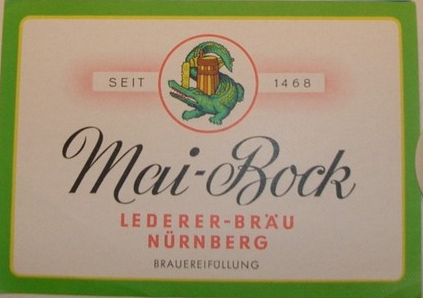 SEIT 1468
Mai-Bock
LEDERER-BRÄU
NÜRNBERG
BRAUEREIFÜLLUNG